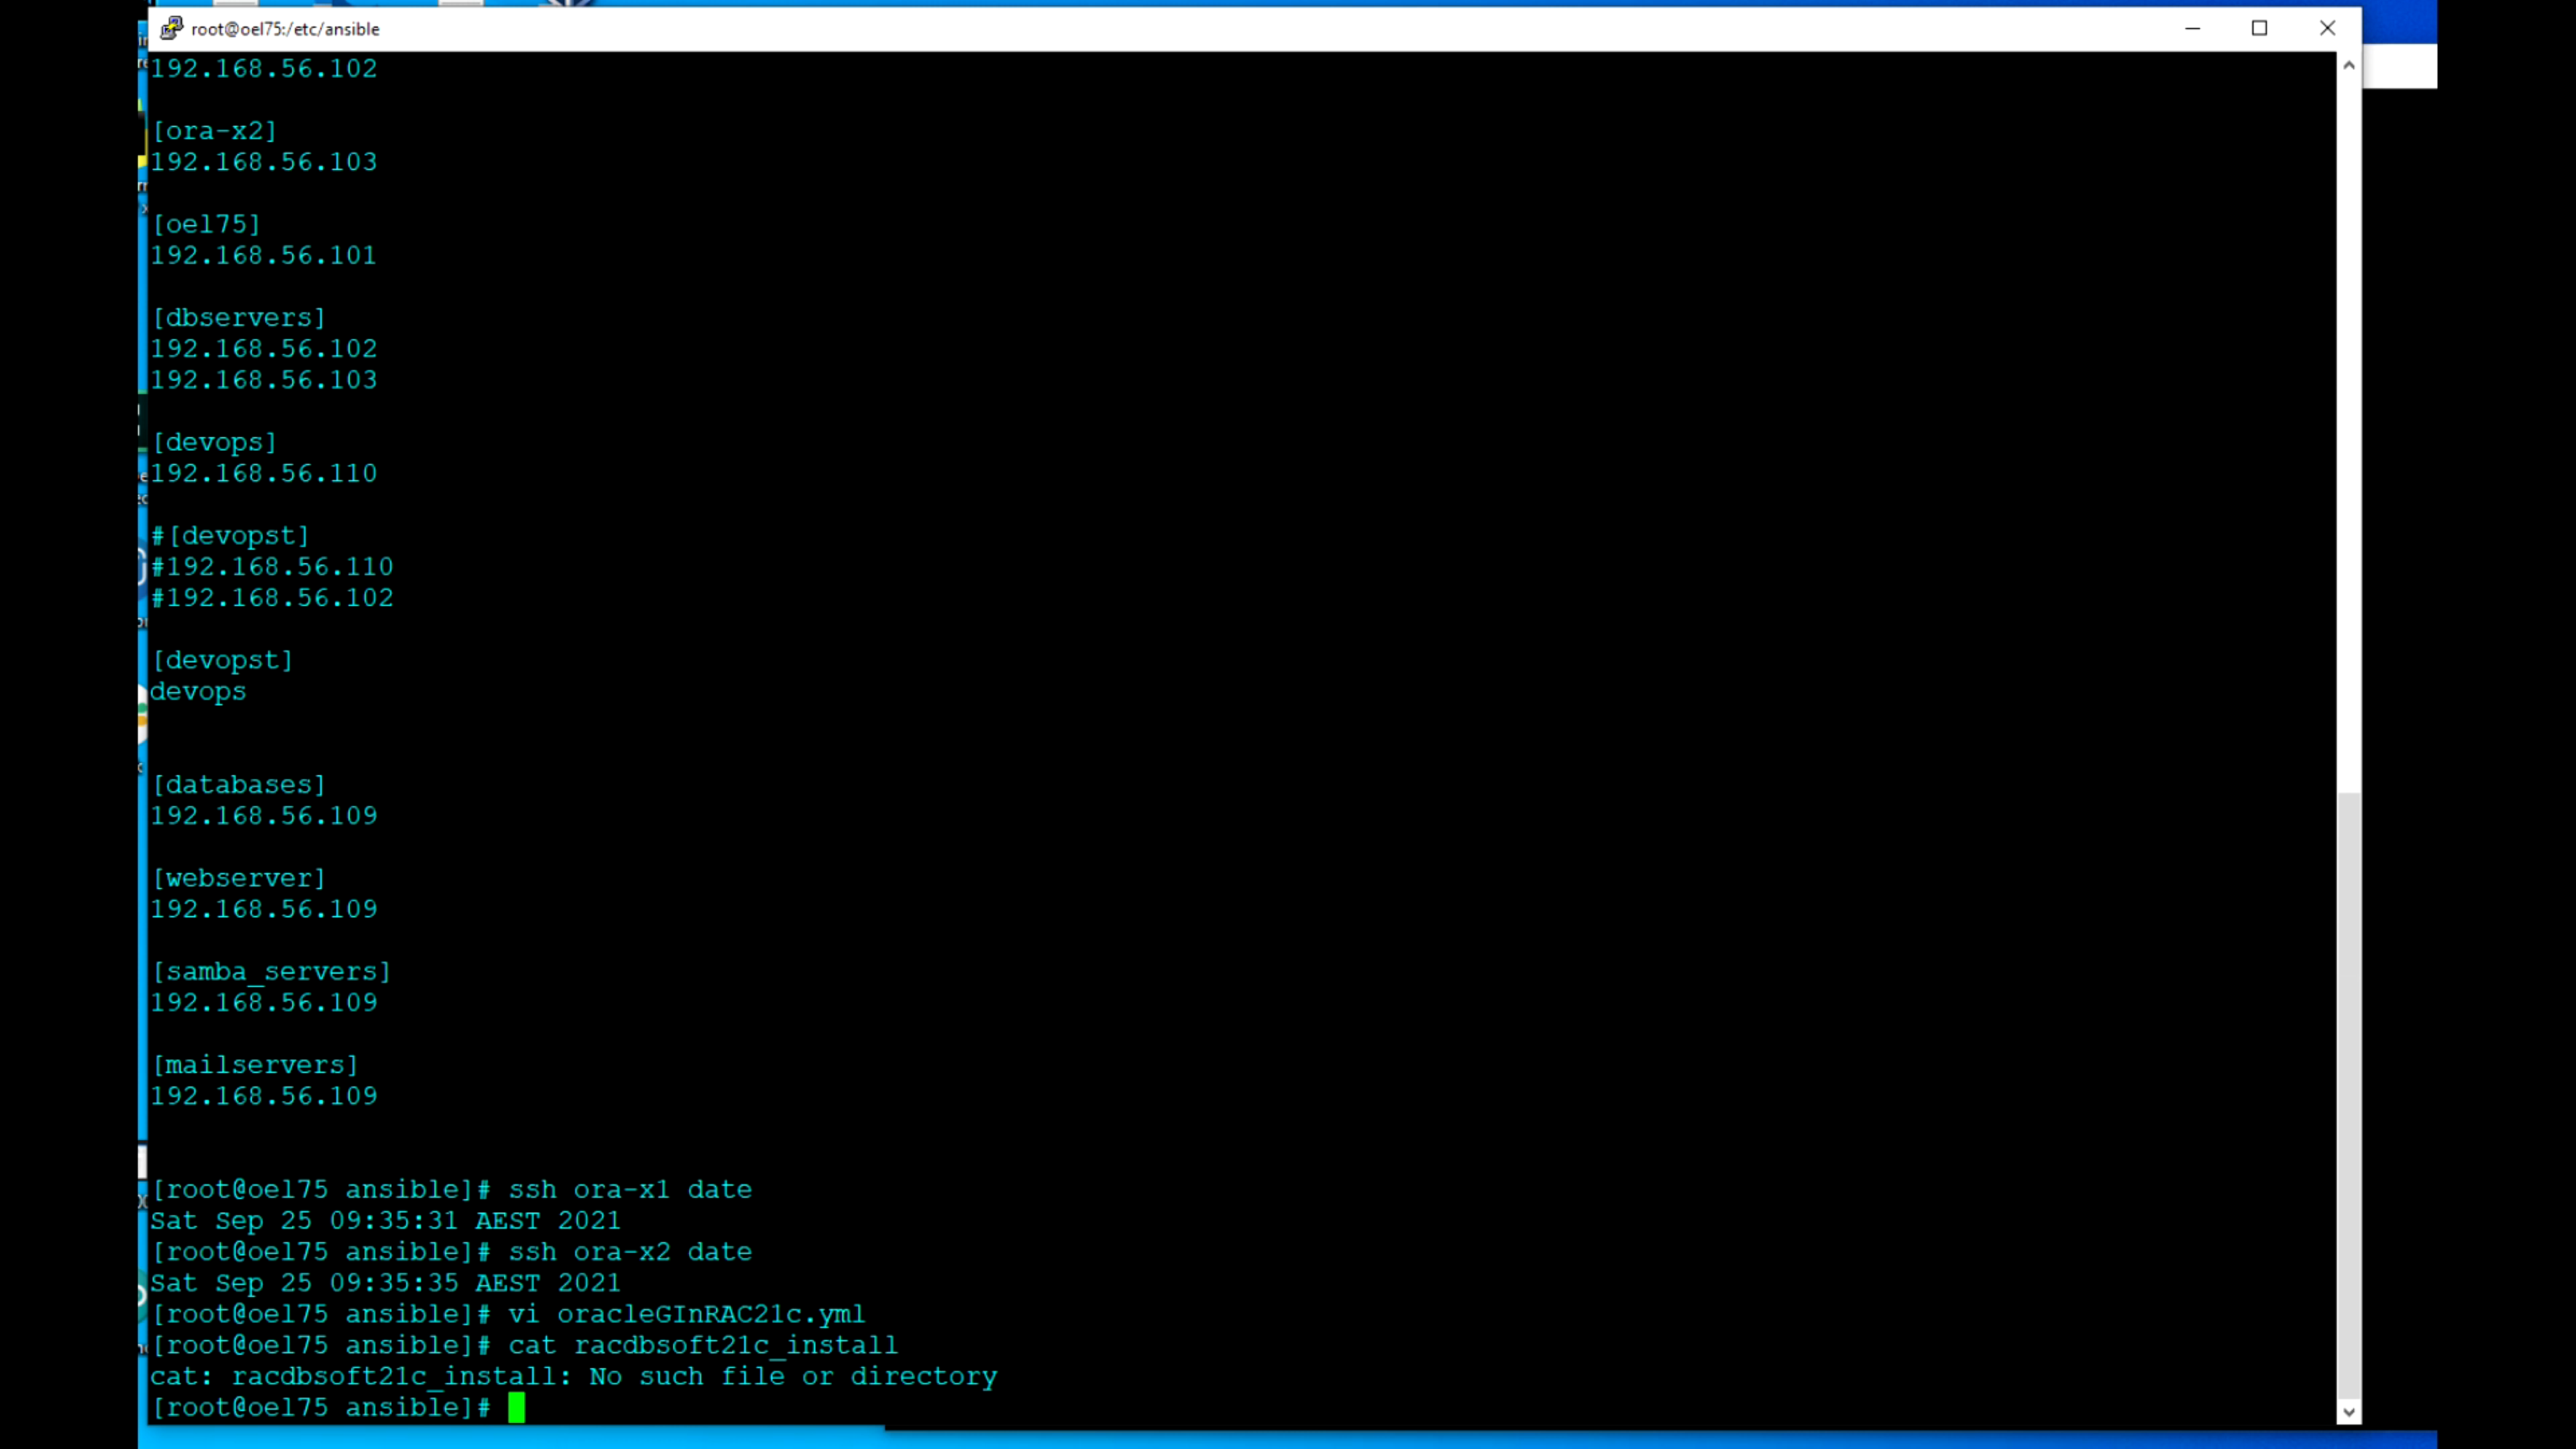 root@oel75:/etc/ansible
192.168.56.102
[ora-x2]
192.168.56.103
[oel75]
192.168.56.101
[dbservers]
192.168.56.102
192.168.56.103
[devops]
192.168.56.110
#[devopst]
#192.168.56.110
#192.168.56.102
[devopst]
devops
[databases]
192.168.56.109
[webserver]
192.168.56.109
[samba_servers]
192.168.56.109
[mailservers]
192.168.56.109
[root@oel75 ansible]# ssh ora-x1 date
Sat Sep 25 09:35:31 AEST 2021
[root@oel75 ansible]# ssh ora-x2 date
Sat Sep 25 09:35:35 AEST 2021
[root@oel75 ansible]# vi oracleGInRAC21c.yml
[root@oel75 ansible]# cat racdbsoft21c_install
cat: racdbsoft21c_install: No such file or directory
[root@oel75 ansible]#